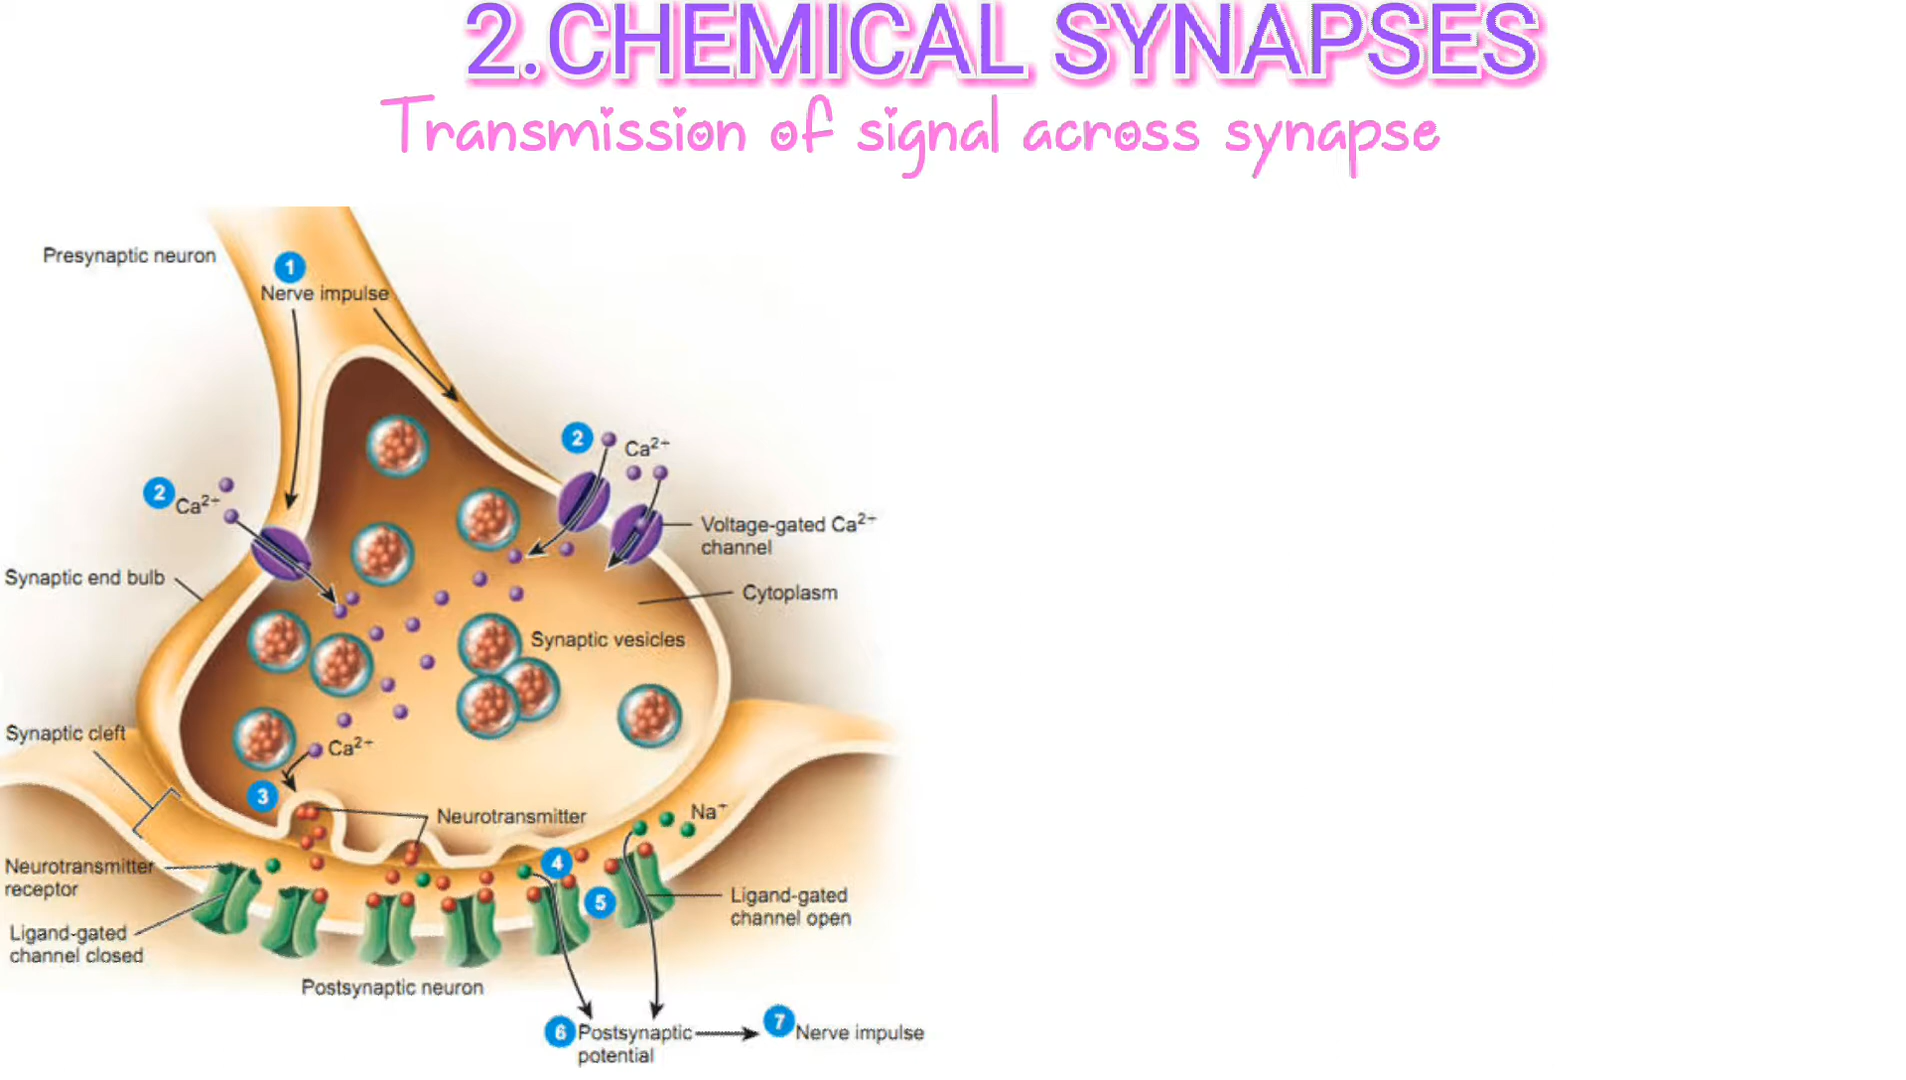 2.CHEMICAL SYNAPSES
Transmission of signal across synapse
Presynaptic neuron
1
Nerve impulse
2
Ca2+
2
Ca2+
Voltage-gated Ca2+
channel
Synaptic end bulb
Cytoplasm
Synaptic vesicles
Synaptic cleft
Ca2+
3
Neurotransmitter
Na+
Neurotransmitter
receptor
4
5
Ligand-gated
channel open
Ligand-gated
channel closed
Postsynaptic neuron
6 Postsynaptic
potential
7 Nerve impulse